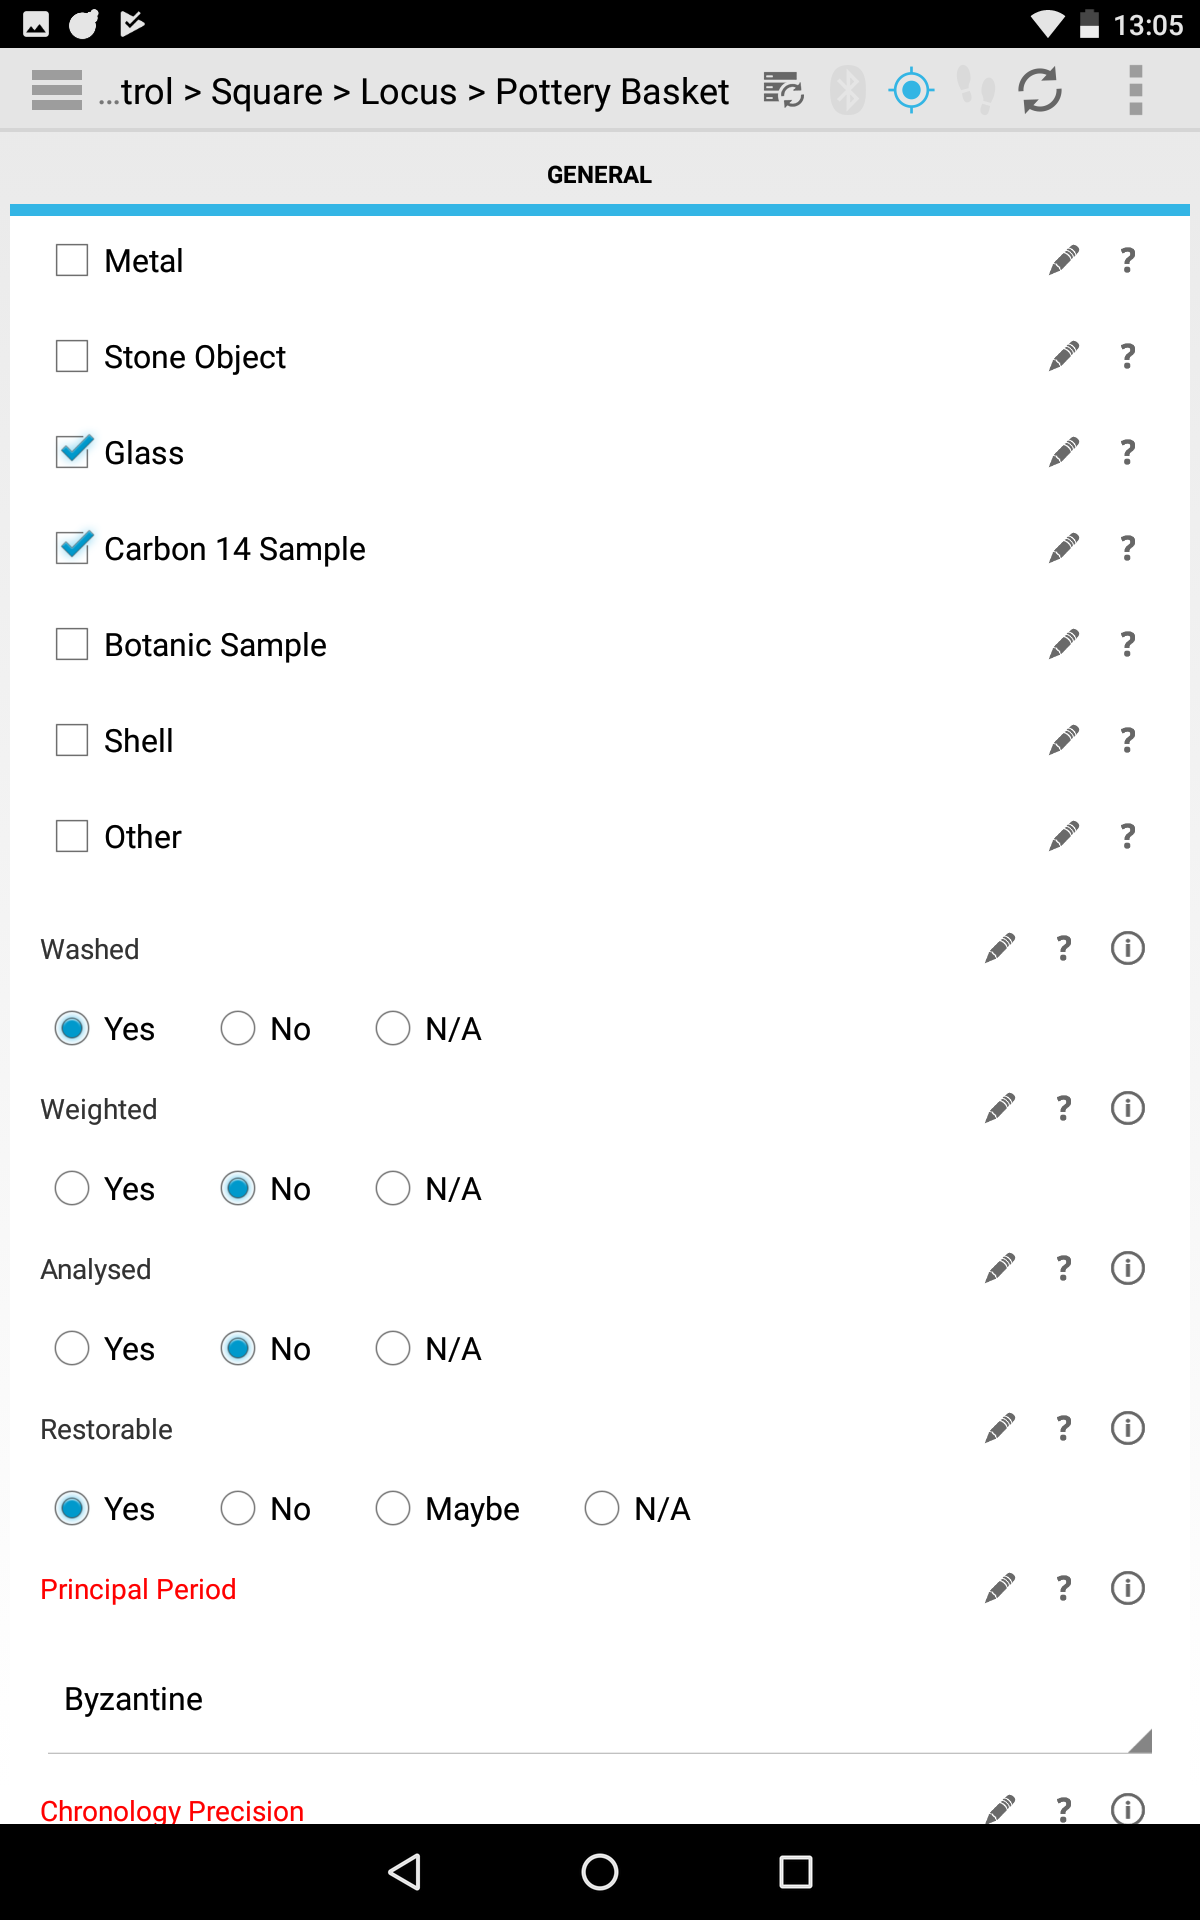 13:05
...trol > Square > Locus > Pottery Basket
GENERAL
Metal ?
Stone Object ?
Glass ?
Carbon 14 Sample ?
Botanic Sample ?
Shell ?
Other ?
Washed ?
Yes No N/A
Weighted ?
Yes No N/A
Analysed ?
Yes No N/A
Restorable ?
Yes No Maybe N/A
Principal Period ?
Byzantine
Chronology Precision ?